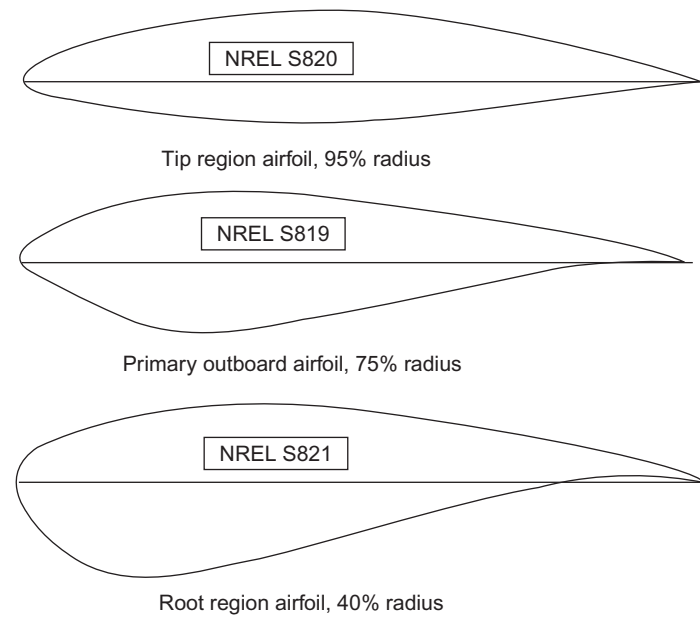 NREL S820
Tip region airfoil, 95% radius
NREL S819
Primary outboard airfoil, 75% radius
NREL S821
Root region airfoil, 40% radius